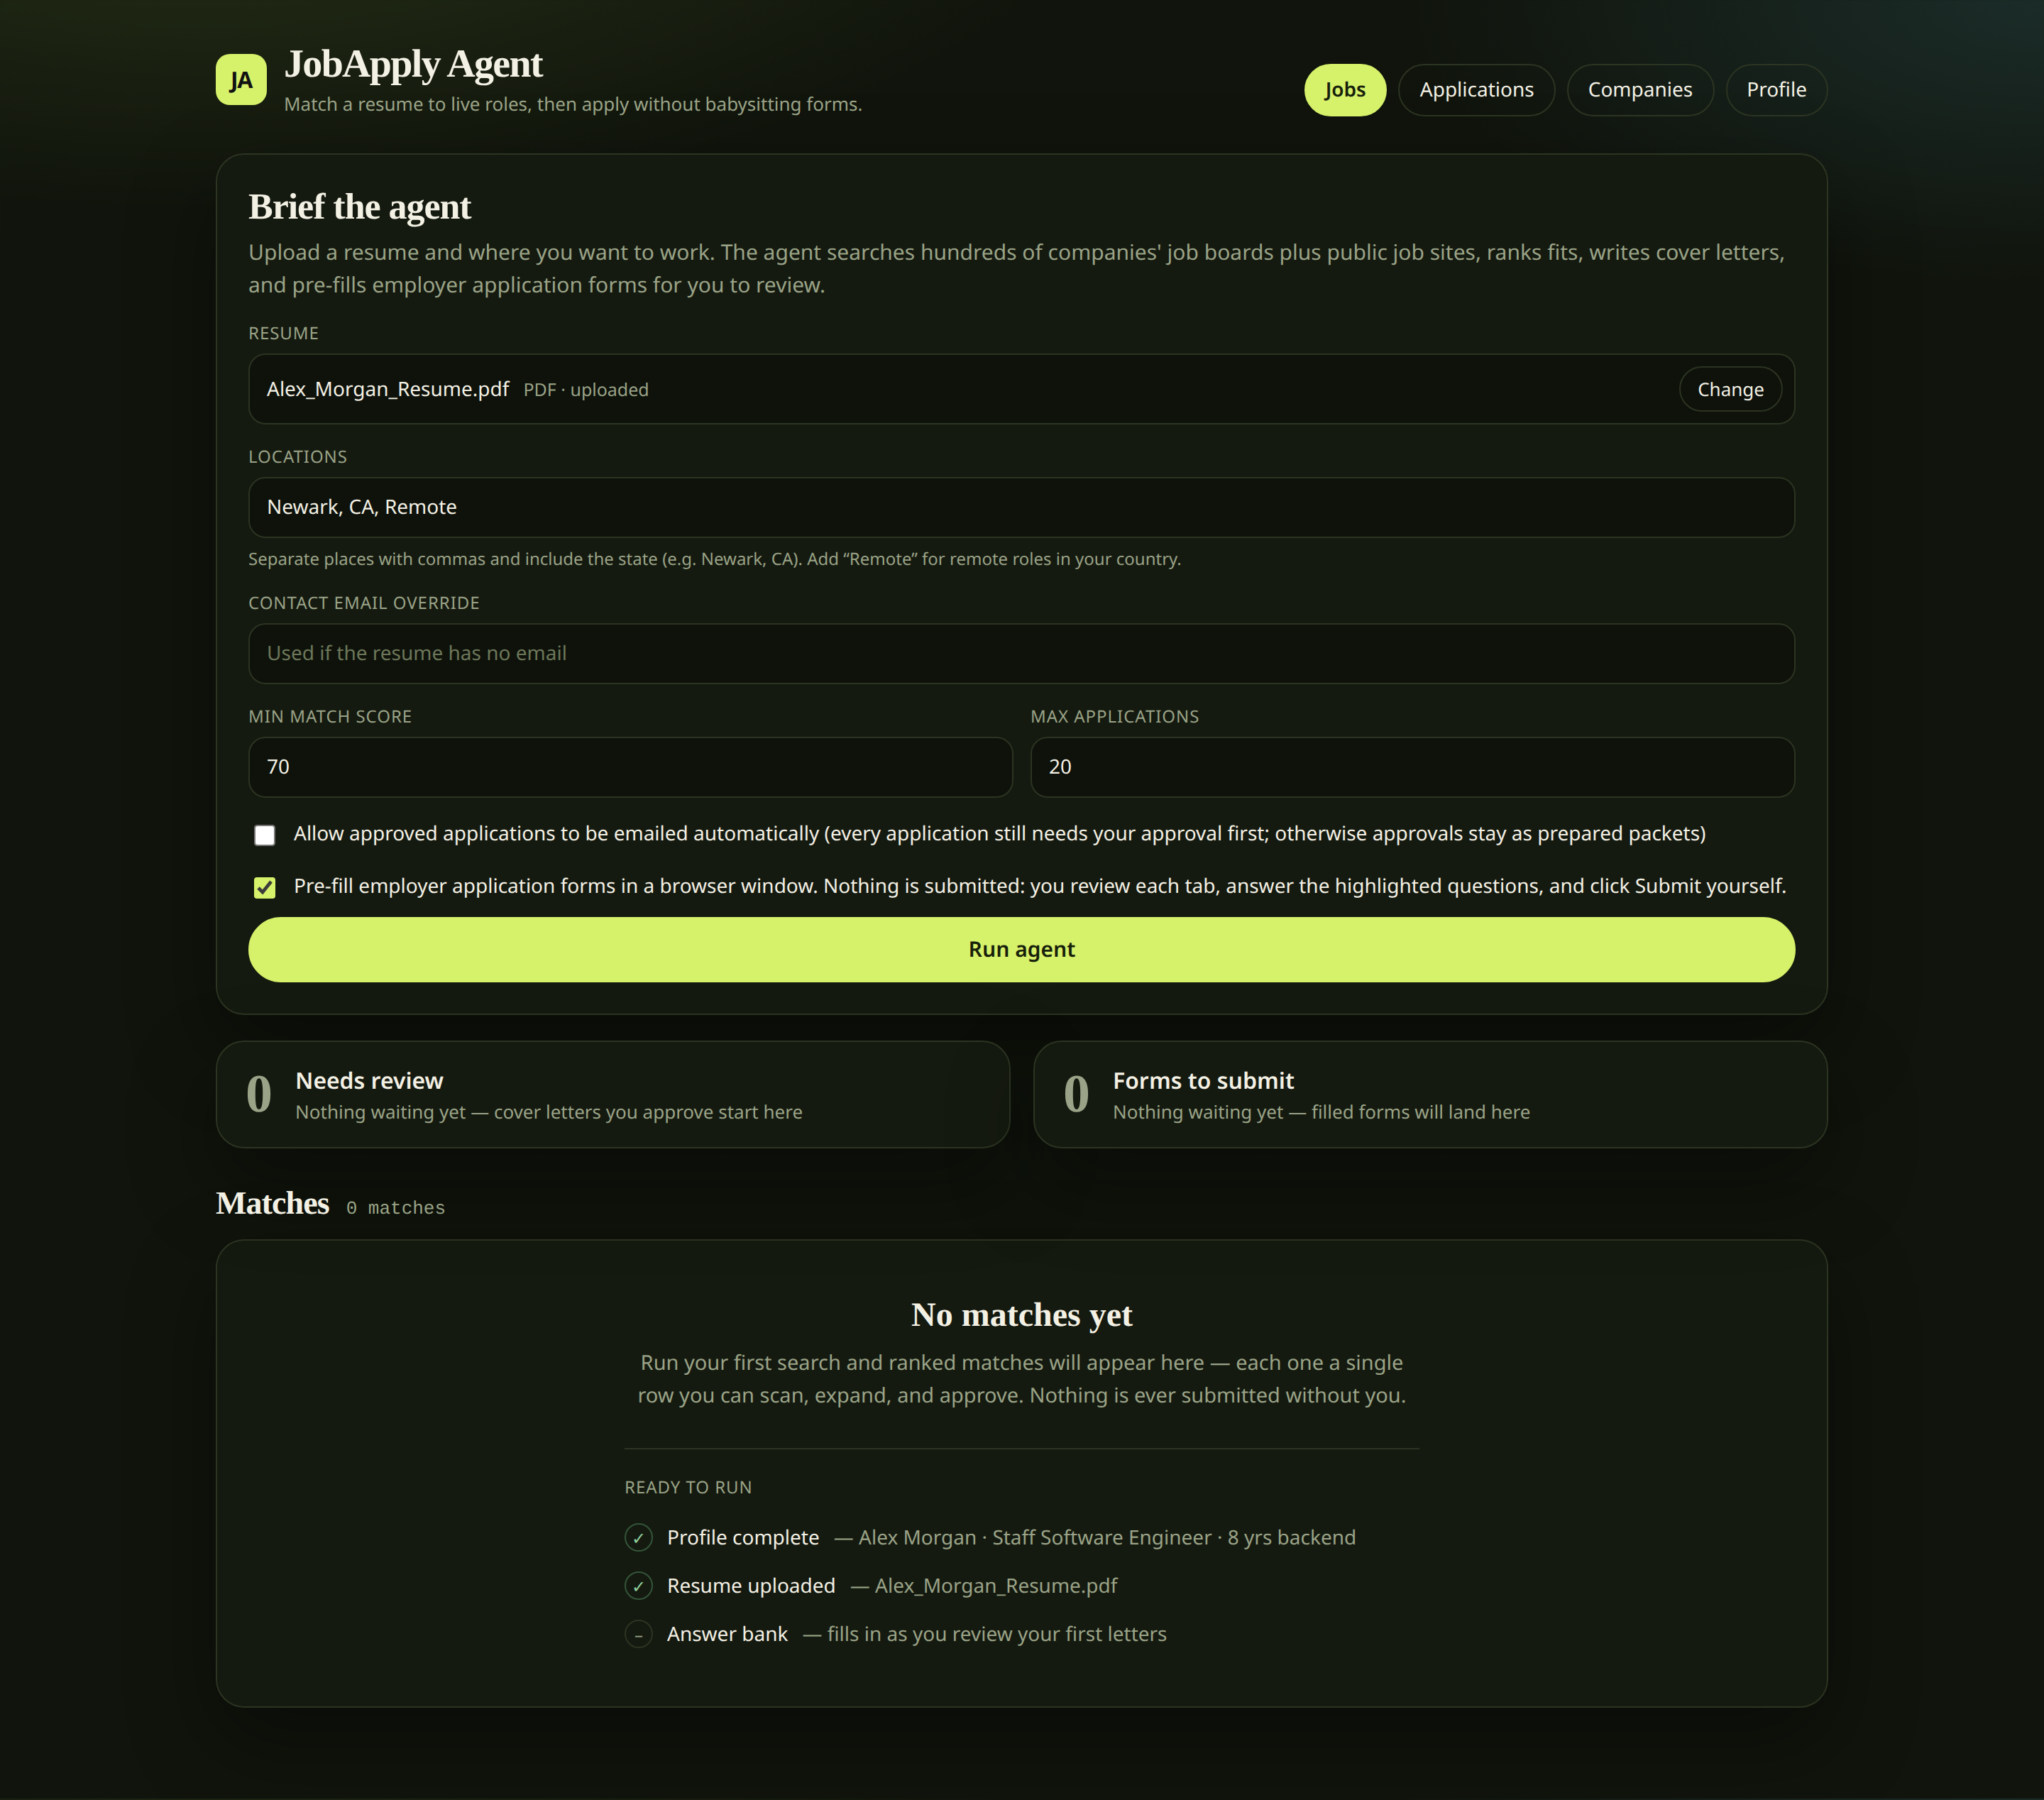 JA
JobApply Agent
Match a resume to live roles, then apply without babysitting forms.
Jobs
Applications
Companies
Profile
Brief the agent
Upload a resume and where you want to work. The agent searches hundreds of companies' job boards plus public job sites, ranks fits, writes cover letters,
and pre-fills employer application forms for you to review.
RESUME
Alex_Morgan_Resume.pdf PDF · uploaded
Change
LOCATIONS
Newark, CA, Remote
Separate places with commas and include the state (e.g. Newark, CA). Add “Remote” for remote roles in your country.
CONTACT EMAIL OVERRIDE
Used if the resume has no email
MIN MATCH SCORE
70
MAX APPLICATIONS
20
Allow approved applications to be emailed automatically (every application still needs your approval first; otherwise approvals stay as prepared packets)
Pre-fill employer application forms in a browser window. Nothing is submitted: you review each tab, answer the highlighted questions, and click Submit yourself.
Run agent
0
Needs review
Nothing waiting yet — cover letters you approve start here
0
Forms to submit
Nothing waiting yet — filled forms will land here
Matches 0 matches
No matches yet
Run your first search and ranked matches will appear here — each one a single
row you can scan, expand, and approve. Nothing is ever submitted without you.
READY TO RUN
✓ Profile complete — Alex Morgan · Staff Software Engineer · 8 yrs backend
✓ Resume uploaded — Alex_Morgan_Resume.pdf
– Answer bank — fills in as you review your first letters